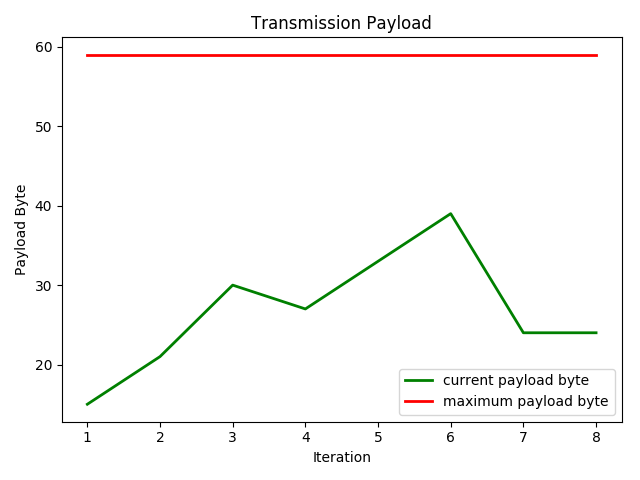 Transmission Payload
60
50
40
30
20
Payload Byte
current payload byte
maximum payload byte
1 2 3 4 5 6 7 8
Iteration